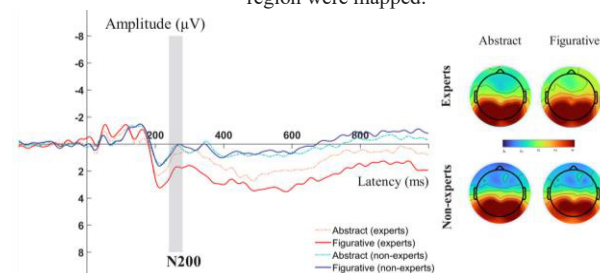 region were mapped.
Amplitude (µV)
-8
-6
-4
-2
0
2
4
6
8
200
400
600
800
Latency (ms)
N200
Abstract (experts)
Figurative (experts)
Abstract (non-experts)
Figurative (non-experts)
Abstract Figurative
Experts
Non-experts